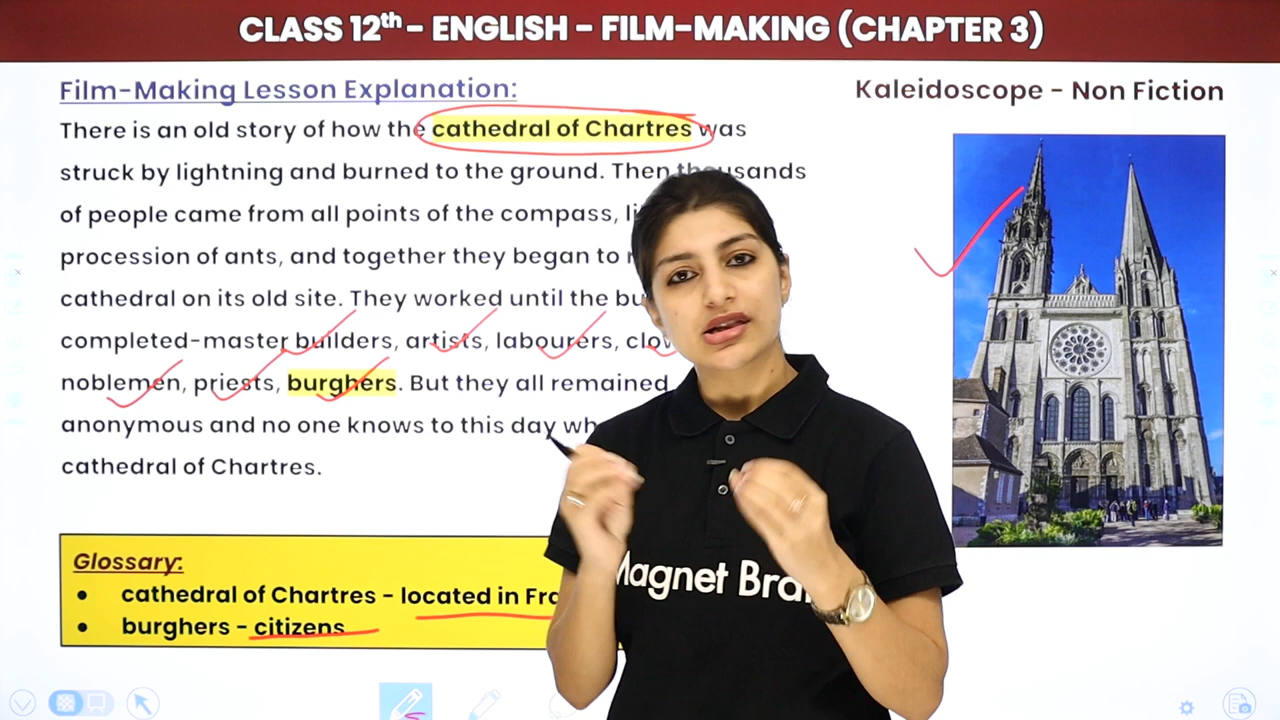 CLASS 12th - ENGLISH - FILM-MAKING (CHAPTER 3)
Film-Making Lesson Explanation:
Kaleidoscope - Non Fiction
There is an old story of how the cathedral of Chartres was
struck by lightning and burned to the ground. Then thousands
of people came from all points of the compass,
procession of ants, and together they began to
cathedral on its old site. They worked until the
completed-master builders, artists, labourers,
noblemen, priests, burghers. But they all remained
anonymous and no one knows to this day
cathedral of Chartres.
Glossary:
• cathedral of Chartres - located in
• burghers - citizens
Magnet